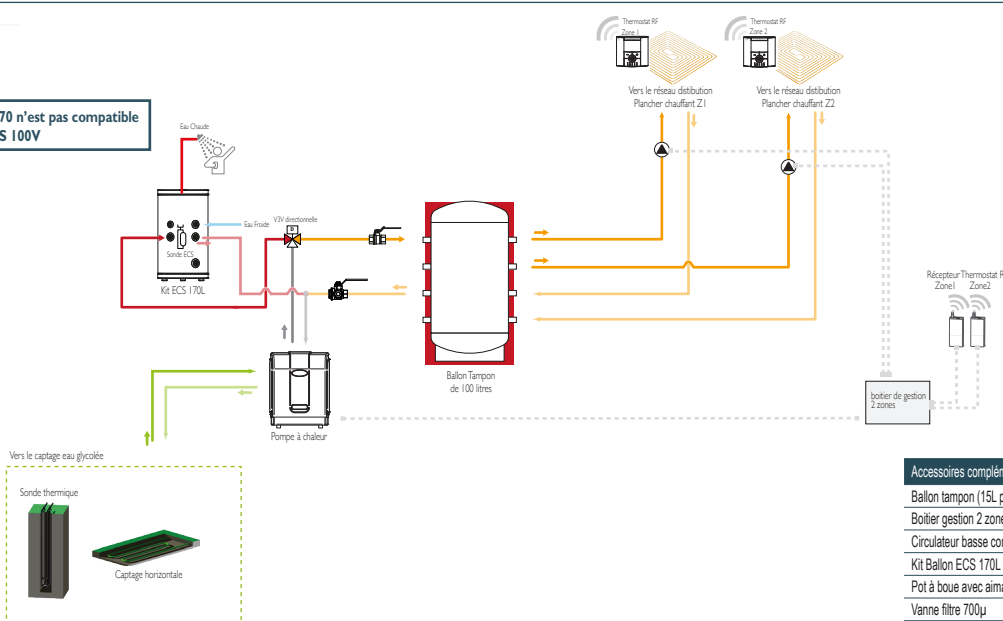 Thermostat RF
Zone 1
Thermostat RF
Zone 2
Vers le réseau distibution
Plancher chauffant Z1
Vers le réseau distibution
Plancher chauffant Z2
70 n'est pas compatible
S 100V
Eau Chaude
Eau Froide
V3V directionnelle
D
Sonde ECS
Kit ECS 170L
Ballon Tampon
de 100 litres
Récepteur Thermostat R
Zone1
Zone2
boitier de gestion
2 zones
Pompe à chaleur
Vers le captage eau glycolée
Sonde thermique
Captage horizontale
Accessoires complém
Ballon tampon (15L p
Boitier gestion 2 zone
Circulateur basse con
Kit Ballon ECS 170L
Pot à boue avec aima
Vanne filtre 700µ